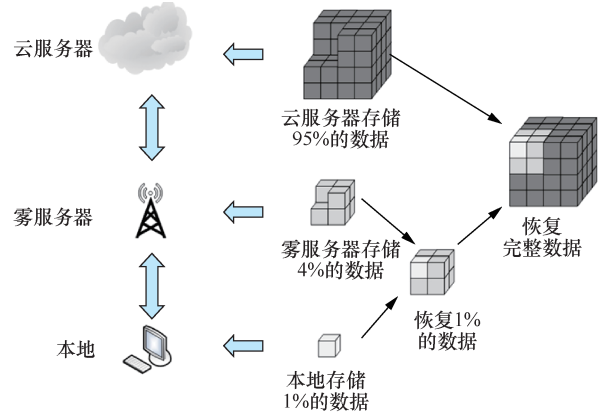 云服务器
云服务器存储
95%的数据
恢复
完整数据
雾服务器
雾服务器存储
4%的数据
恢复1%
的数据
本地
本地存储
1%的数据